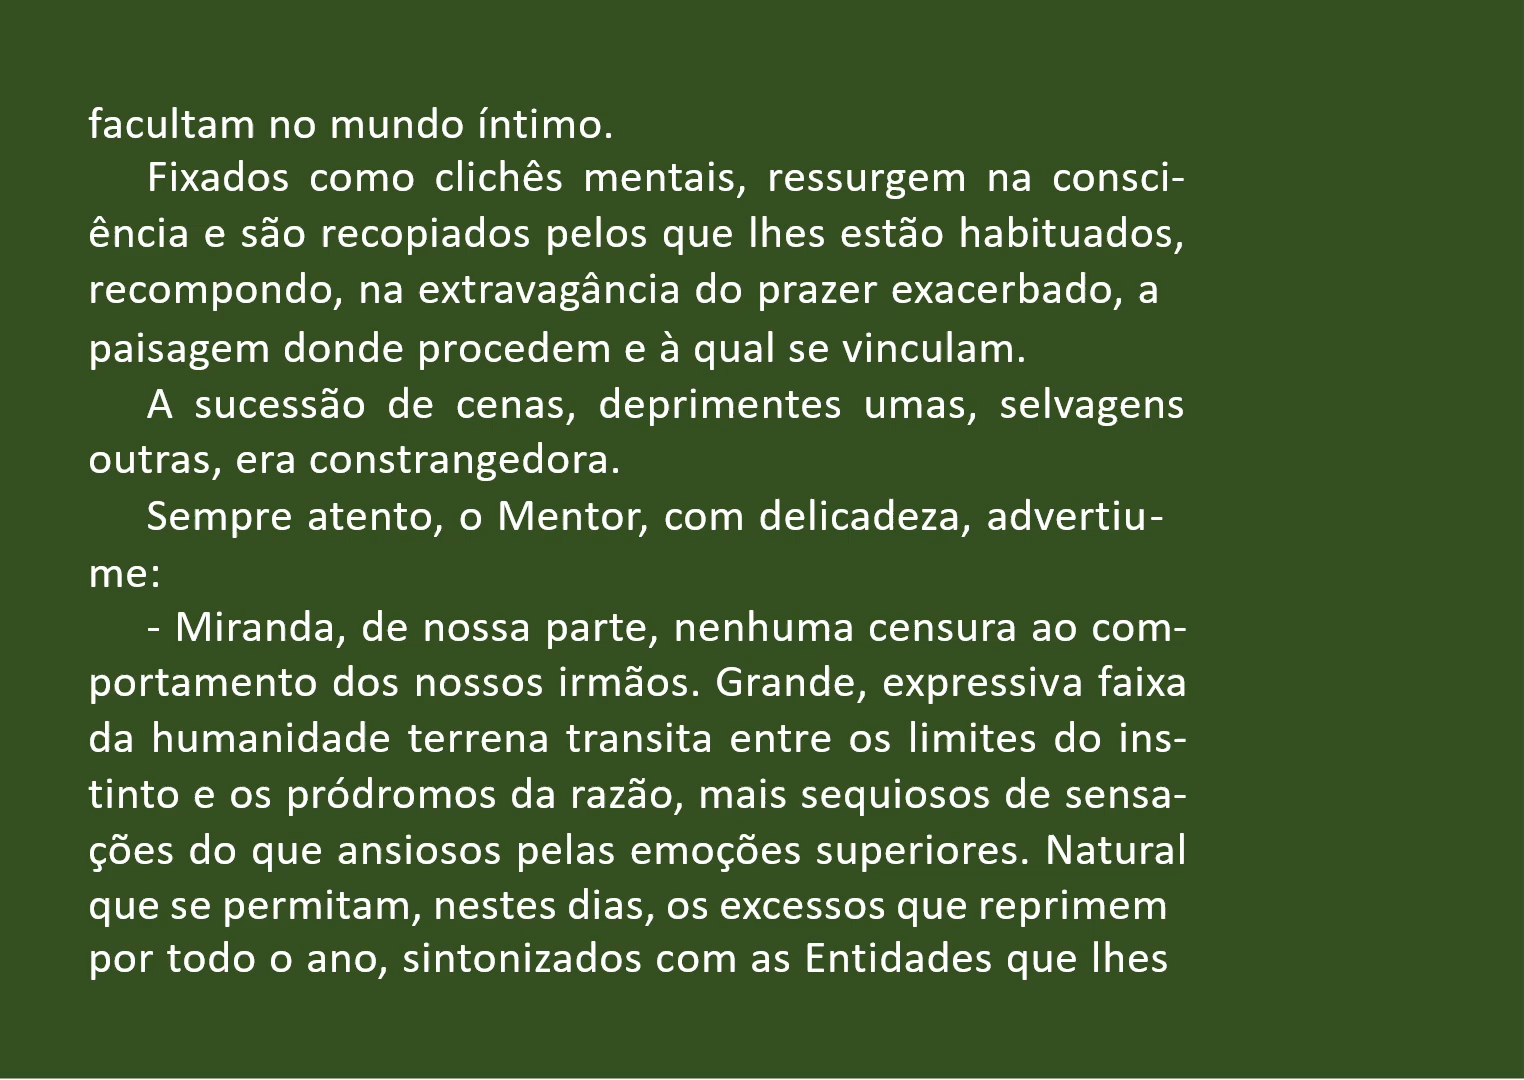 facultam no mundo íntimo.
Fixados como clichês mentais, ressurgem na consci-
ência e são recopiados pelos que lhes estão habituados,
recompondo, na extravagância do prazer exacerbado, a
paisagem donde procedem e à qual se vinculam.
A sucessão de cenas, deprimentes umas, selvagens
outras, era constrangedora.
Sempre atento, o Mentor, com delicadeza, advertiu-
me:
- Miranda, de nossa parte, nenhuma censura ao com-
portamento dos nossos irmãos. Grande, expressiva faixa
da humanidade terrena transita entre os limites do ins-
tinto e os pródromos da razão, mais sequiosos de sensa-
ções do que ansiosos pelas emoções superiores. Natural
que se permitam, nestes dias, os excessos que reprimem
por todo o ano, sintonizados com as Entidades que lhes